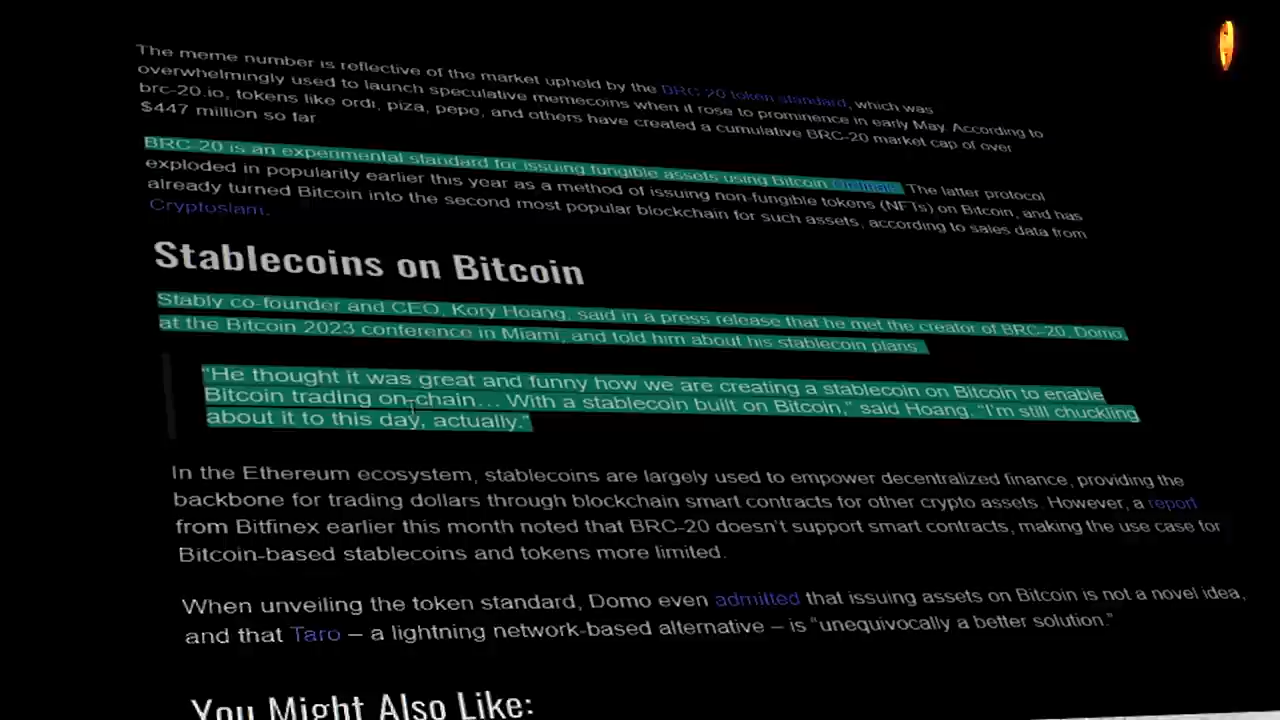 The meme number is reflective of the market upheld by the BRC-20 token standard, which was
overwhelmingly used to launch speculative memecoins when it rose to prominence in early May. According to
brc-20.io, tokens like ordi, piza, pepe, and others have created a cumulative BRC-20 market cap of over
$447 million so far
BRC-20 is an experimental standard for issuing fungible assets using Bitcoin Ordinals. The latter protocol
exploded in popularity earlier this year as a method of issuing non-fungible tokens (NFTs) on Bitcoin, and has
already turned Bitcoin into the second most popular blockchain for such assets, according to sales data from
Cryptoslam.
Stablecoins on Bitcoin
Stably co-founder and CEO, Kory Hoang, said in a press release that he met the creator of BRC-20, Domo,
at the Bitcoin 2023 conference in Miami, and told him about his stablecoin plans.
“He thought it was great and funny how we are creating a stablecoin on Bitcoin to enable
Bitcoin trading on-chain… With a stablecoin built on Bitcoin,” said Hoang. “I’m still chuckling
about it to this day, actually.”
In the Ethereum ecosystem, stablecoins are largely used to empower decentralized finance, providing the
backbone for trading dollars through blockchain smart contracts for other crypto assets. However, a report
from Bitfinex earlier this month noted that BRC-20 doesn’t support smart contracts, making the use case for
Bitcoin-based stablecoins and tokens more limited.
When unveiling the token standard, Domo even admitted that issuing assets on Bitcoin is not a novel idea,
and that Taro – a lightning network-based alternative – is “unequivocally a better solution.”
You Might Also Like: